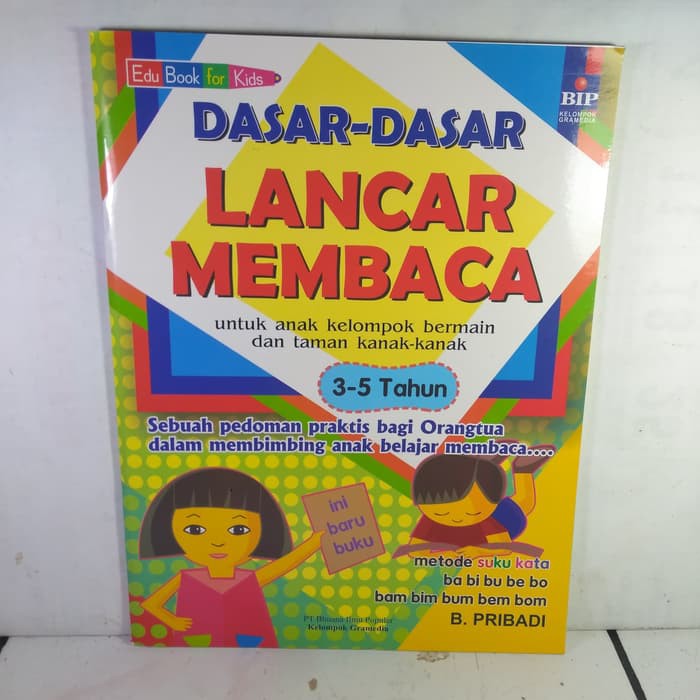 Edu Book for Kids
BIP
KELOMPOK
GRAMEDIA
DASAR-DASAR
LANCAR
MEMBACA
untuk anak kelompok bermain
dan taman kanak-kanak
3-5 Tahun
Sebuah pedoman praktis bagi Orangtua
dalam membimbing anak belajar membaca....
ini
baru
buku
metode suku kata
ba bi bu be bo
bam bim bum bem bom
B. PRIBADI
PT Bhuana Ilmu Populer
Kelompok Gramedia